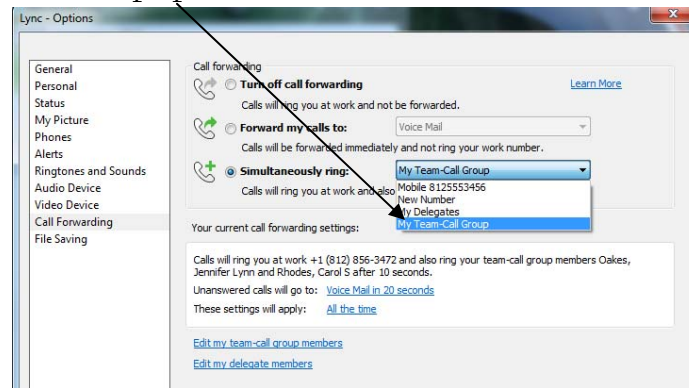 Lync - Options
General
Personal
Status
My Picture
Phones
Alerts
Ringtones and Sounds
Audio Device
Video Device
Call Forwarding
File Saving
Call forwarding
Turn off call forwarding
Learn More
Calls will ring you at work and not be forwarded.
Forward my calls to:
Voice Mail
Calls will be forwarded immediately and not ring your work number.
Simultaneously ring:
My Team-Call Group
Calls will ring you at work and also
Mobile 8125553456
New Number
My Delegates
My Team-Call Group
Your current call forwarding settings:
Calls will ring you at work +1 (812) 856-3472 and also ring your team-call group members Oakes,
Jennifer Lynn and Rhodes, Carol S after 10 seconds.
Unanswered calls will go to: Voice Mail in 20 seconds
These settings will apply: All the time
Edit my team-call group members
Edit my delegate members